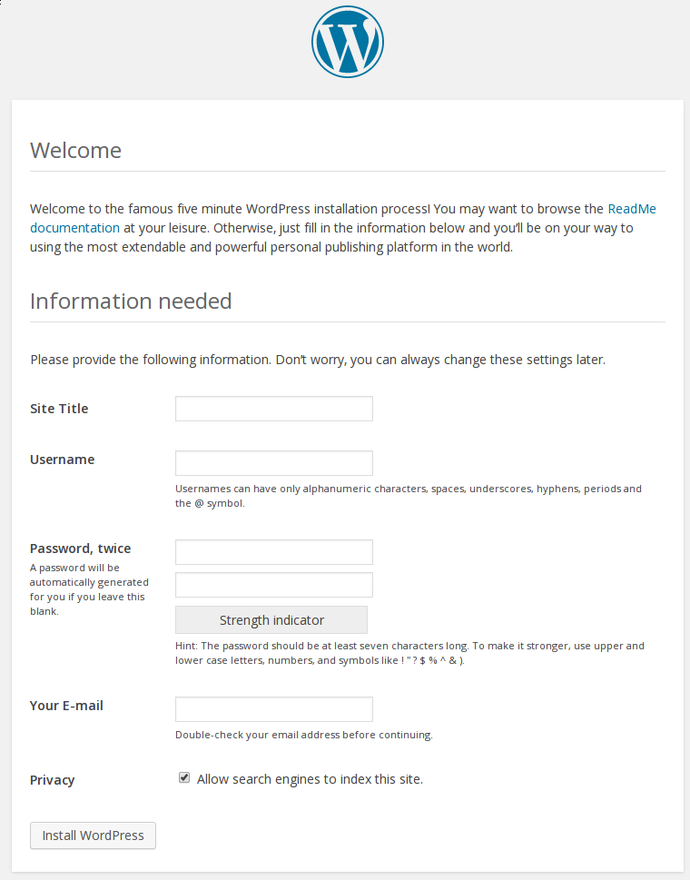 Welcome
Welcome to the famous five minute WordPress installation process! You may want to browse the ReadMe
documentation at your leisure. Otherwise, just fill in the information below and you'll be on your way to
using the most extendable and powerful personal publishing platform in the world.
Information needed
Please provide the following information. Don't worry, you can always change these settings later.
Site Title
Username
Usernames can have only alphanumeric characters, spaces, underscores, hyphens, periods and
the @ symbol.
Password, twice
A password will be
automatically generated
for you if you leave this
blank.
Strength indicator
Hint: The password should be at least seven characters long. To make it stronger, use upper and
lower case letters, numbers, and symbols like ! " ? $ % ^ & ).
Your E-mail
Double-check your email address before continuing.
Privacy
Allow search engines to index this site.
Install WordPress